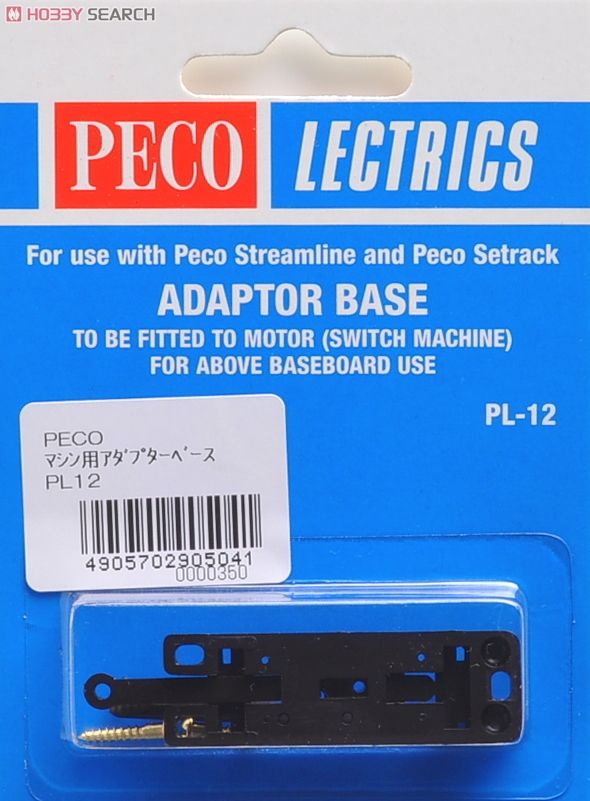 HOBBY SEARCH
PECO LECTRICS
For use with Peco Streamline and Peco Setrack
ADAPTOR BASE
TO BE FITTED TO MOTOR (SWITCH MACHINE)
FOR ABOVE BASEBOARD USE
PL-12
PECO
ﾏｼﾝ用ｱﾀﾞﾌﾟﾀｰﾍﾞｰｽ
PL12
4905702905041
0000350